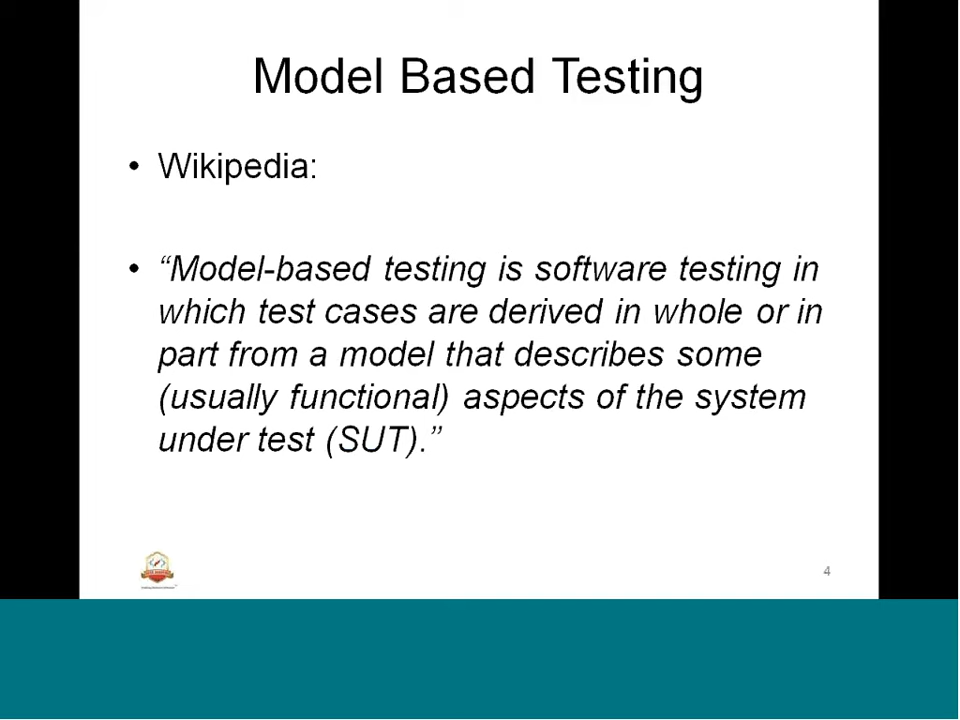 Model Based Testing
• Wikipedia:
• “Model-based testing is software testing in
which test cases are derived in whole or in
part from a model that describes some
(usually functional) aspects of the system
under test (SUT).”
4